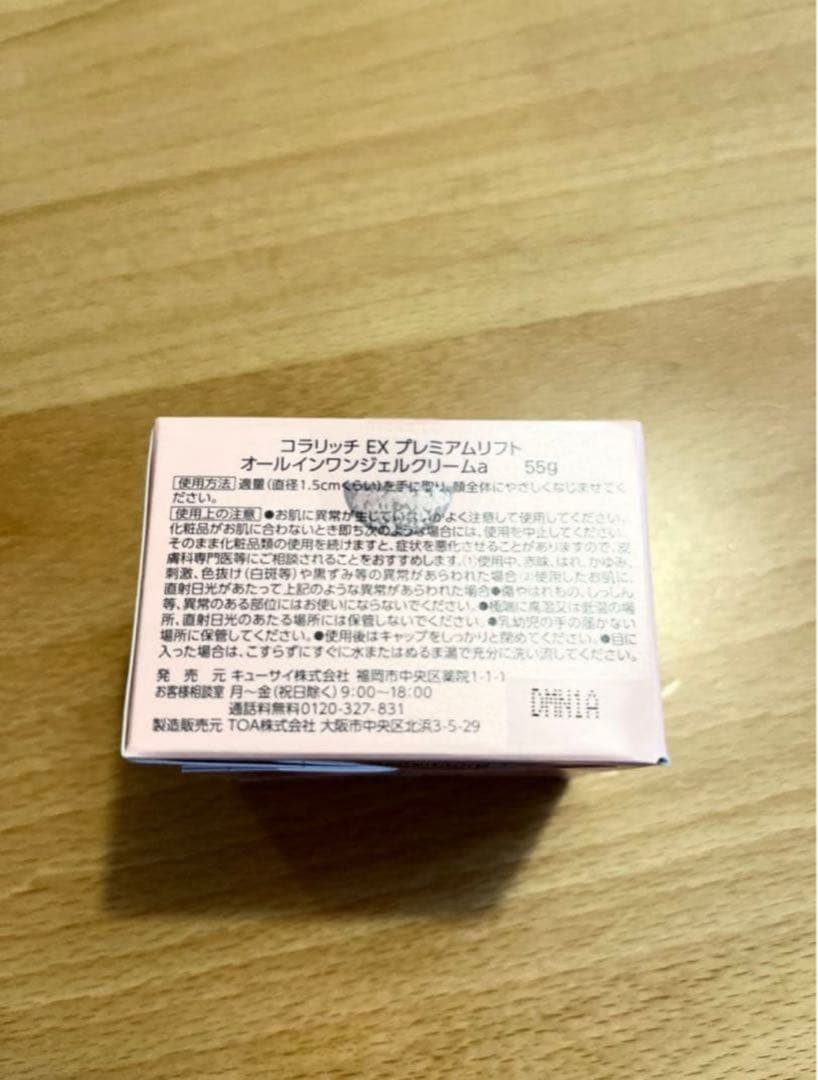 コラリッチ EX プレミアムリフト
オールインワンジェルクリームa 55g
使用方法 適量(直径1.5cmくらい)を手に取り、顔全体にやさしくなじませてく
ださい。
使用上の注意 ●お肌に異常が生じていないかよく注意して使用してください。
化粧品がお肌に合わないとき即ち次のような場合には、使用を中止してください。
そのまま化粧品類の使用を続けますと、症状を悪化させることがありますので、皮
膚科専門医等にご相談されることをおすすめします。(1)使用中、赤味、はれ、かゆみ、
刺激、色抜け(白斑等)や黒ずみ等の異常があらわれた場合(2)使用したお肌に、
直射日光があたって上記のような異常があらわれた場合●傷やはれもの、しっしん
等、異常のある部位にはお使いにならないでください。●極端に高温又は低温の場
所、直射日光のあたる場所には保管しないでください。●乳幼児の手の届かない
場所に保管してください。●使用後はキャップをしっかりと閉めてください。●目に
入った場合は、こすらずにすぐに水またはぬるま湯で充分に洗い流してください。
発売元 キューサイ株式会社 福岡市中央区薬院1-1-1
お客様相談室 月〜金(祝日除く)9:00〜18:00
通話料無料0120-327-831
製造販売元 TOA株式会社 大阪市中央区北浜3-5-29
DMN1A